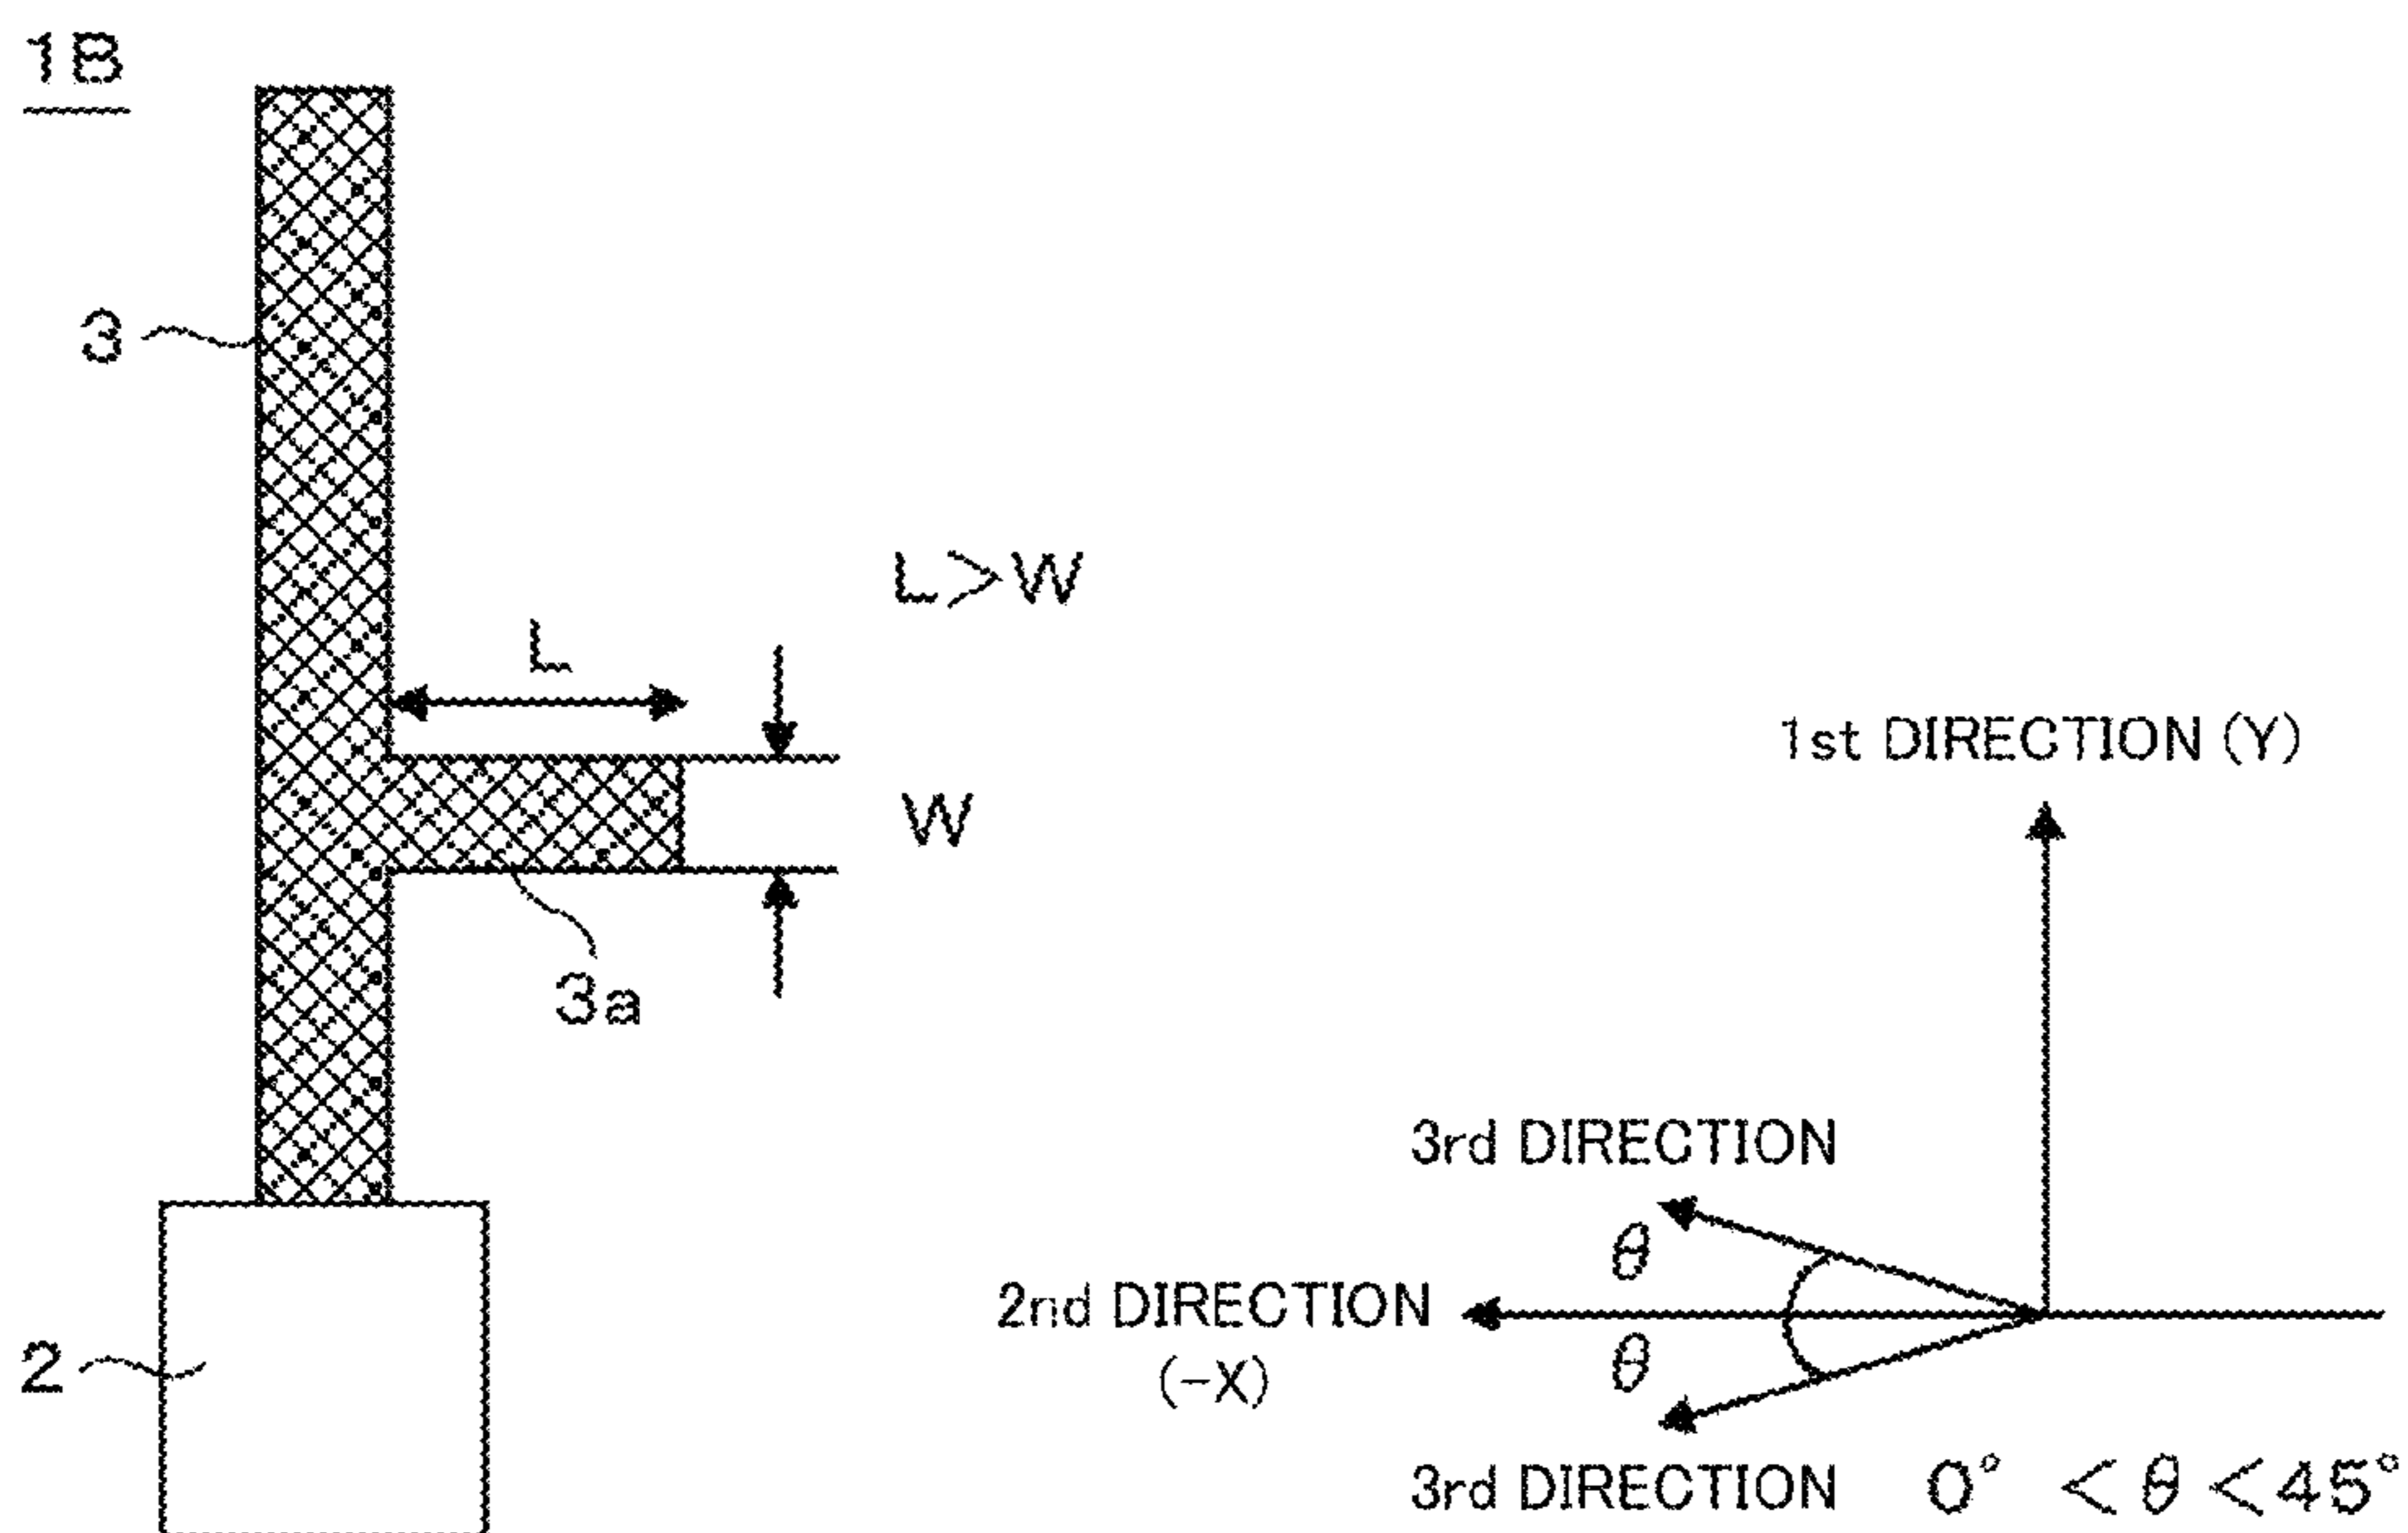 1B
3
L>W
L
1st DIRECTION (Y)
W
3a
3rd DIRECTION
θ
2nd DIRECTION
(-X)
θ
2
3rd DIRECTION
0° < θ < 45°